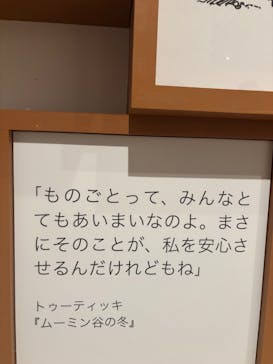 「ものごとって、みんなと
てもあいまいなのよ。まさ
にそのことが、私を安心さ
せるんだけれどもね」
トゥーティッキ
『ムーミン谷の冬』